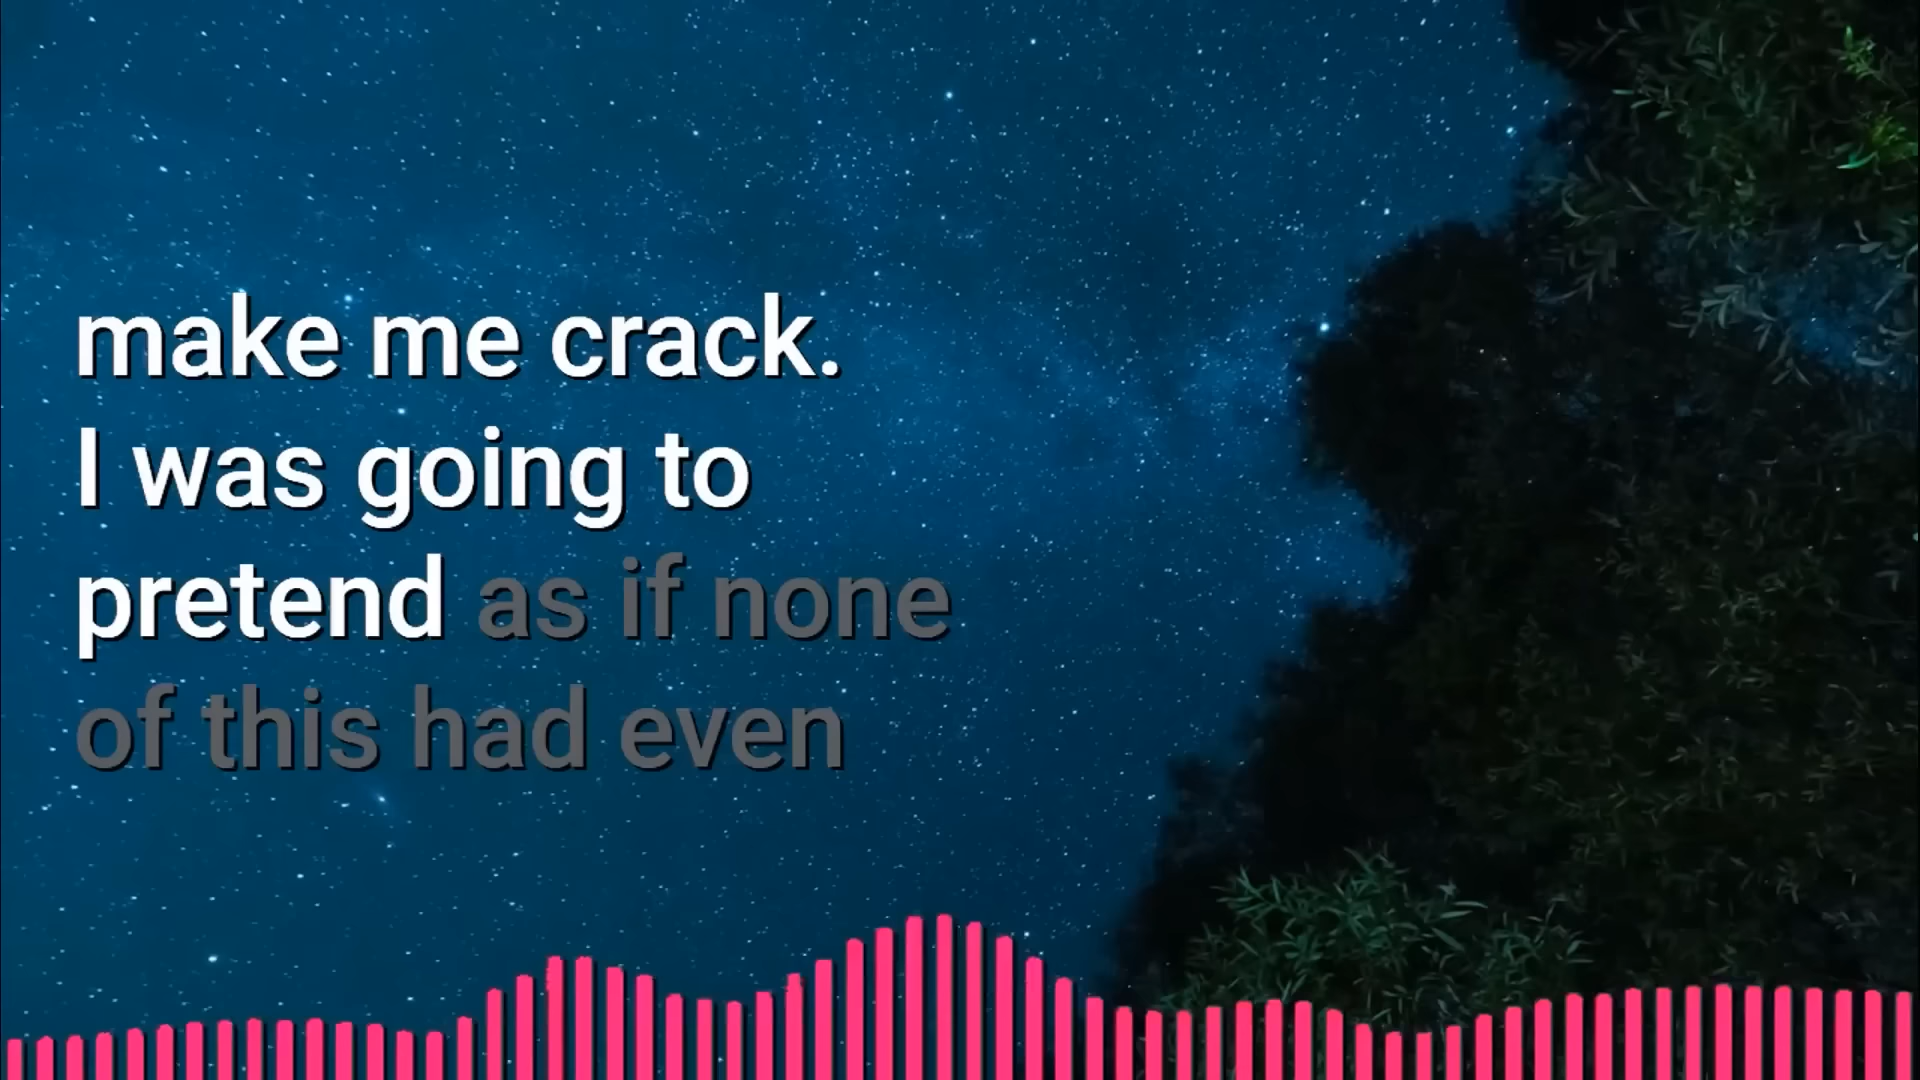 make me crack.
I was going to
pretend as if none
of this had even